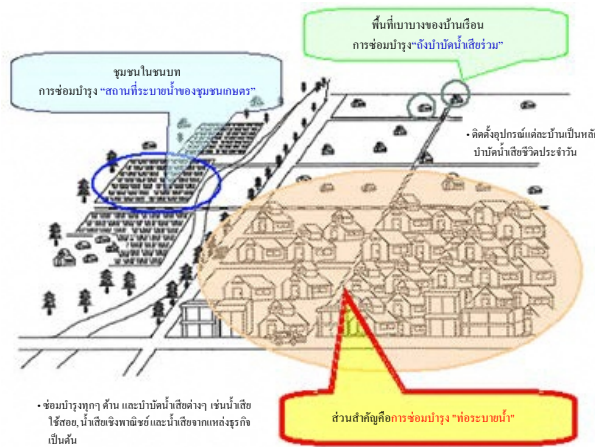 พื้นที่เบาบางของบ้านเรือน
การซ่อมบำรุง“ถังบำบัดน้ำเสียร่วม”
ชุมชนในชนบท
การซ่อมบำรุง “สถานที่ระบายน้ำของชุมชนเกษตร”
• ติดตั้งอุปกรณ์แต่ละบ้านเป็นหลัก
บำบัดน้ำเสียชีวิตประจำวัน
• ซ่อมบำรุงทุกๆ ด้าน และบำบัดน้ำเสียต่างๆ เช่นน้ำเสีย
ใช้สอย, น้ำเสียเชิงพาณิชย์และน้ำเสียจากแหล่งธุรกิจ
เป็นต้น
ส่วนสำคัญคือการซ่อมบำรุง "ท่อระบายน้ำ"